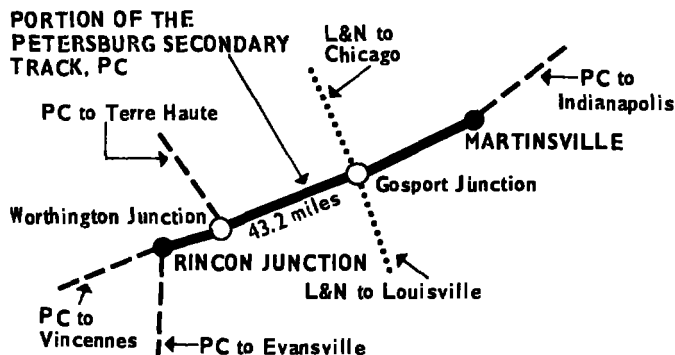 PORTION OF THE
PETERSBURG SECONDARY
TRACK, PC
L&N to
Chicago
PC to
Indianapolis
PC to Terre Haute
MARTINSVILLE
Gosport Junction
Worthington Junction
43.2 miles
RINCON JUNCTION
L&N to Louisville
PC to
Vincennes
PC to Evansville